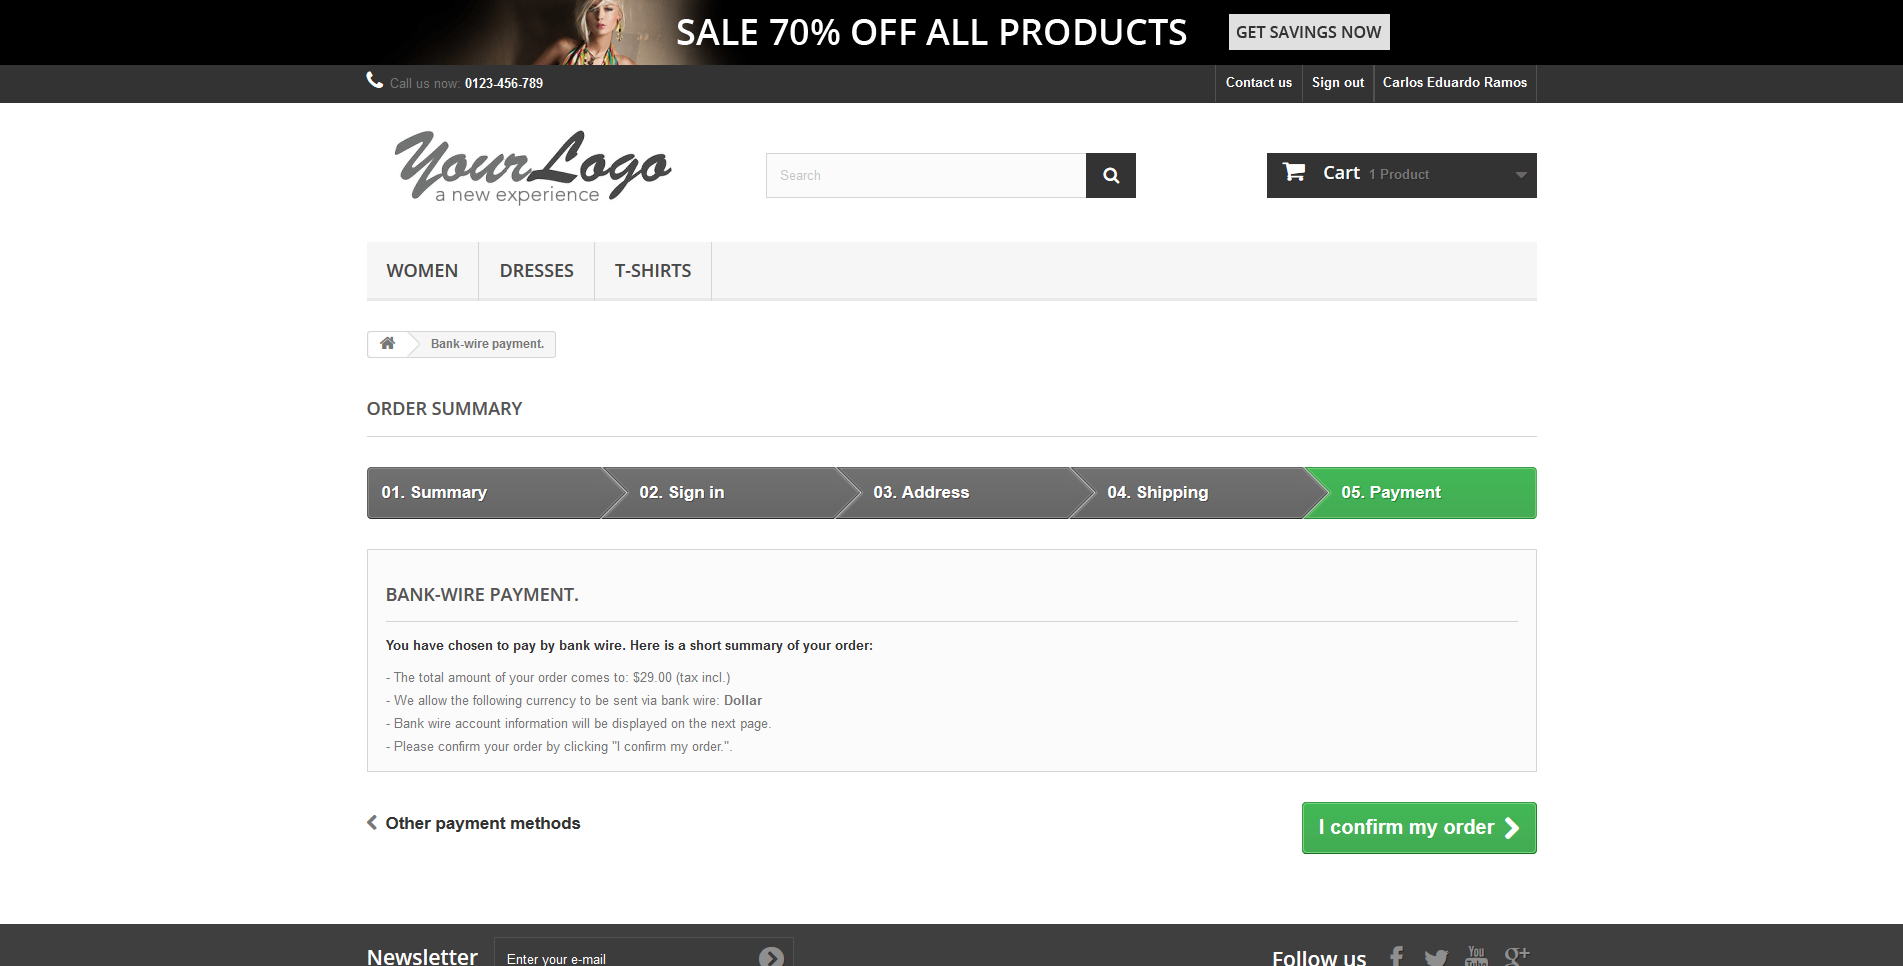 SALE 70% OFF ALL PRODUCTS GET SAVINGS NOW
Call us now: 0123-456-789 Contact us Sign out Carlos Eduardo Ramos
Your Logo
a new experience
Search
Cart 1 Product
WOMEN DRESSES T-SHIRTS
Bank-wire payment.
ORDER SUMMARY
01. Summary 02. Sign in 03. Address 04. Shipping 05. Payment
BANK-WIRE PAYMENT.
You have chosen to pay by bank wire. Here is a short summary of your order:
- The total amount of your order comes to: $29.00 (tax incl.)
- We allow the following currency to be sent via bank wire: Dollar
- Bank wire account information will be displayed on the next page.
- Please confirm your order by clicking "I confirm my order.".
Other payment methods I confirm my order
Newsletter Enter your e-mail Follow us
You
Tube
g+